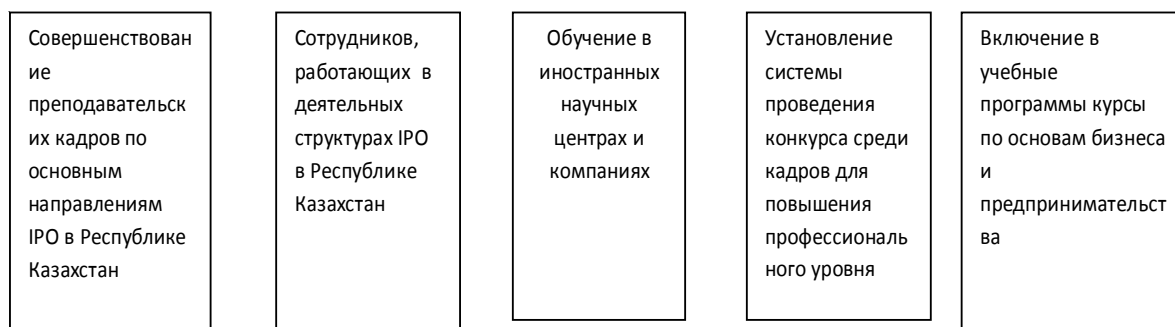 Совершенствован
ие
преподавательск
их кадров по
основным
направлениям
IPO в Республике
Казахстан
Сотрудников,
работающих в
деятельных
структурах IPO
в Республике
Казахстан
Обучение в
иностранных
научных
центрах и
компаниях
Установление
системы
проведения
конкурса среди
кадров для
повышения
профессиональ
ного уровня
Включение в
учебные
программы курсы
по основам бизнеса
и
предпринимательст
ва